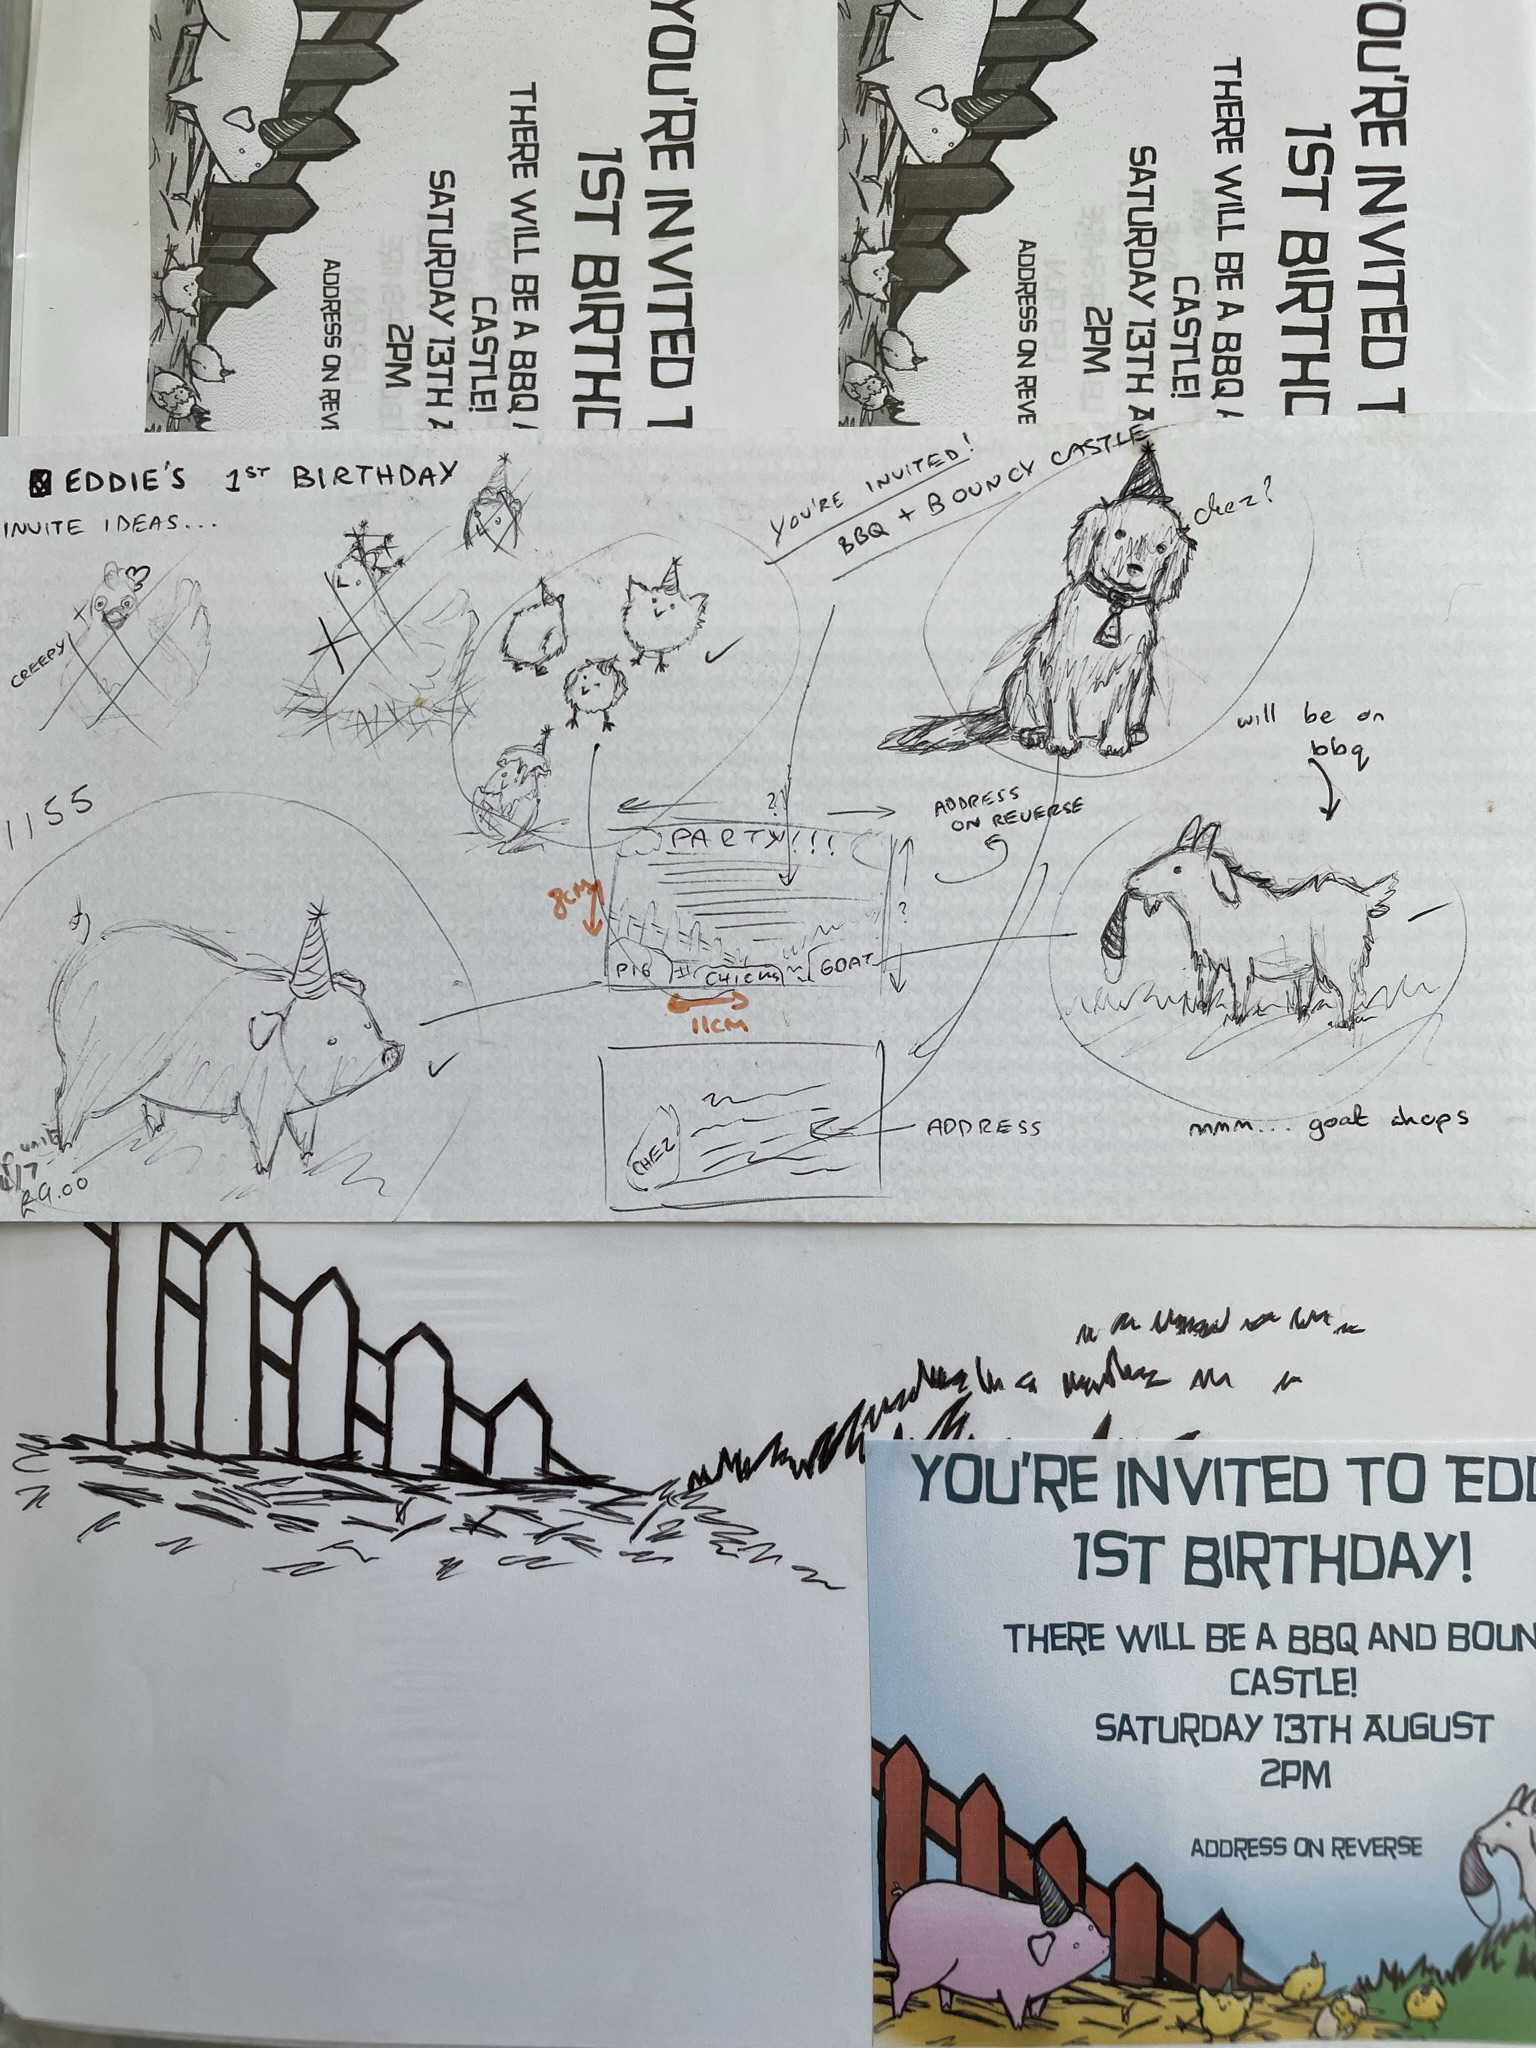 YOU'RE INVITED T
1ST BIRTHD
THERE WILL BE A BBQ A
CASTLE!
SATURDAY 13TH A
2PM
ADDRESS ON REVE
YOU'RE INVITED T
1ST BIRTHD
THERE WILL BE A BBQ A
CASTLE!
SATURDAY 13TH A
2PM
ADDRESS ON REVE
EDDIE'S 1ST BIRTHDAY
INVITE IDEAS...
YOU'RE INVITED!
BBQ + BOUNCY CASTLE
chez?
CREEPY
will be on
bbq
1155
?
ADDRESS
ON REVERSE
PARTY!!!
8CM
?
PIG
CHICKS
GOAT
11CM
CHEZ
ADDRESS
mmm... goat chops
£9.00
YOU'RE INVITED TO EDD
1ST BIRTHDAY!
THERE WILL BE A BBQ AND BOUN
CASTLE!
SATURDAY 13TH AUGUST
2PM
ADDRESS ON REVERSE